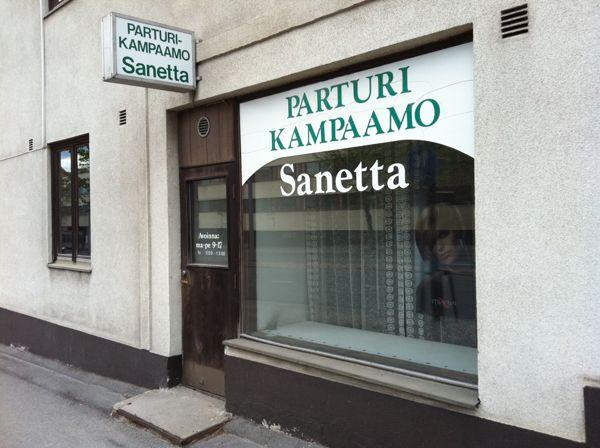 PARTURI-
KAMPAAMO
Sanetta
PARTURI
KAMPAAMO
Sanetta
Avoinna:
ma-pe 9-17